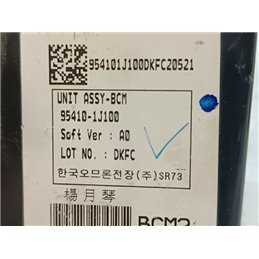 954101J100DKFC20521
UNIT ASSY-BCM
95410-1J100
Soft Ver : A0
LOT NO. : DKFC
한국오므론전장(주)SR73
楊月琴
BCM2